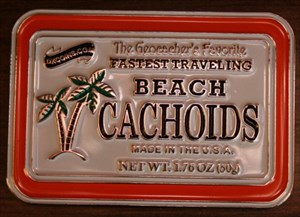 The Geocacher's Favorite
FASTEST TRAVELING
BEACH
CACHOIDS
MADE IN THE U.S.A.
NET WT. 1.76 OZ (50g)